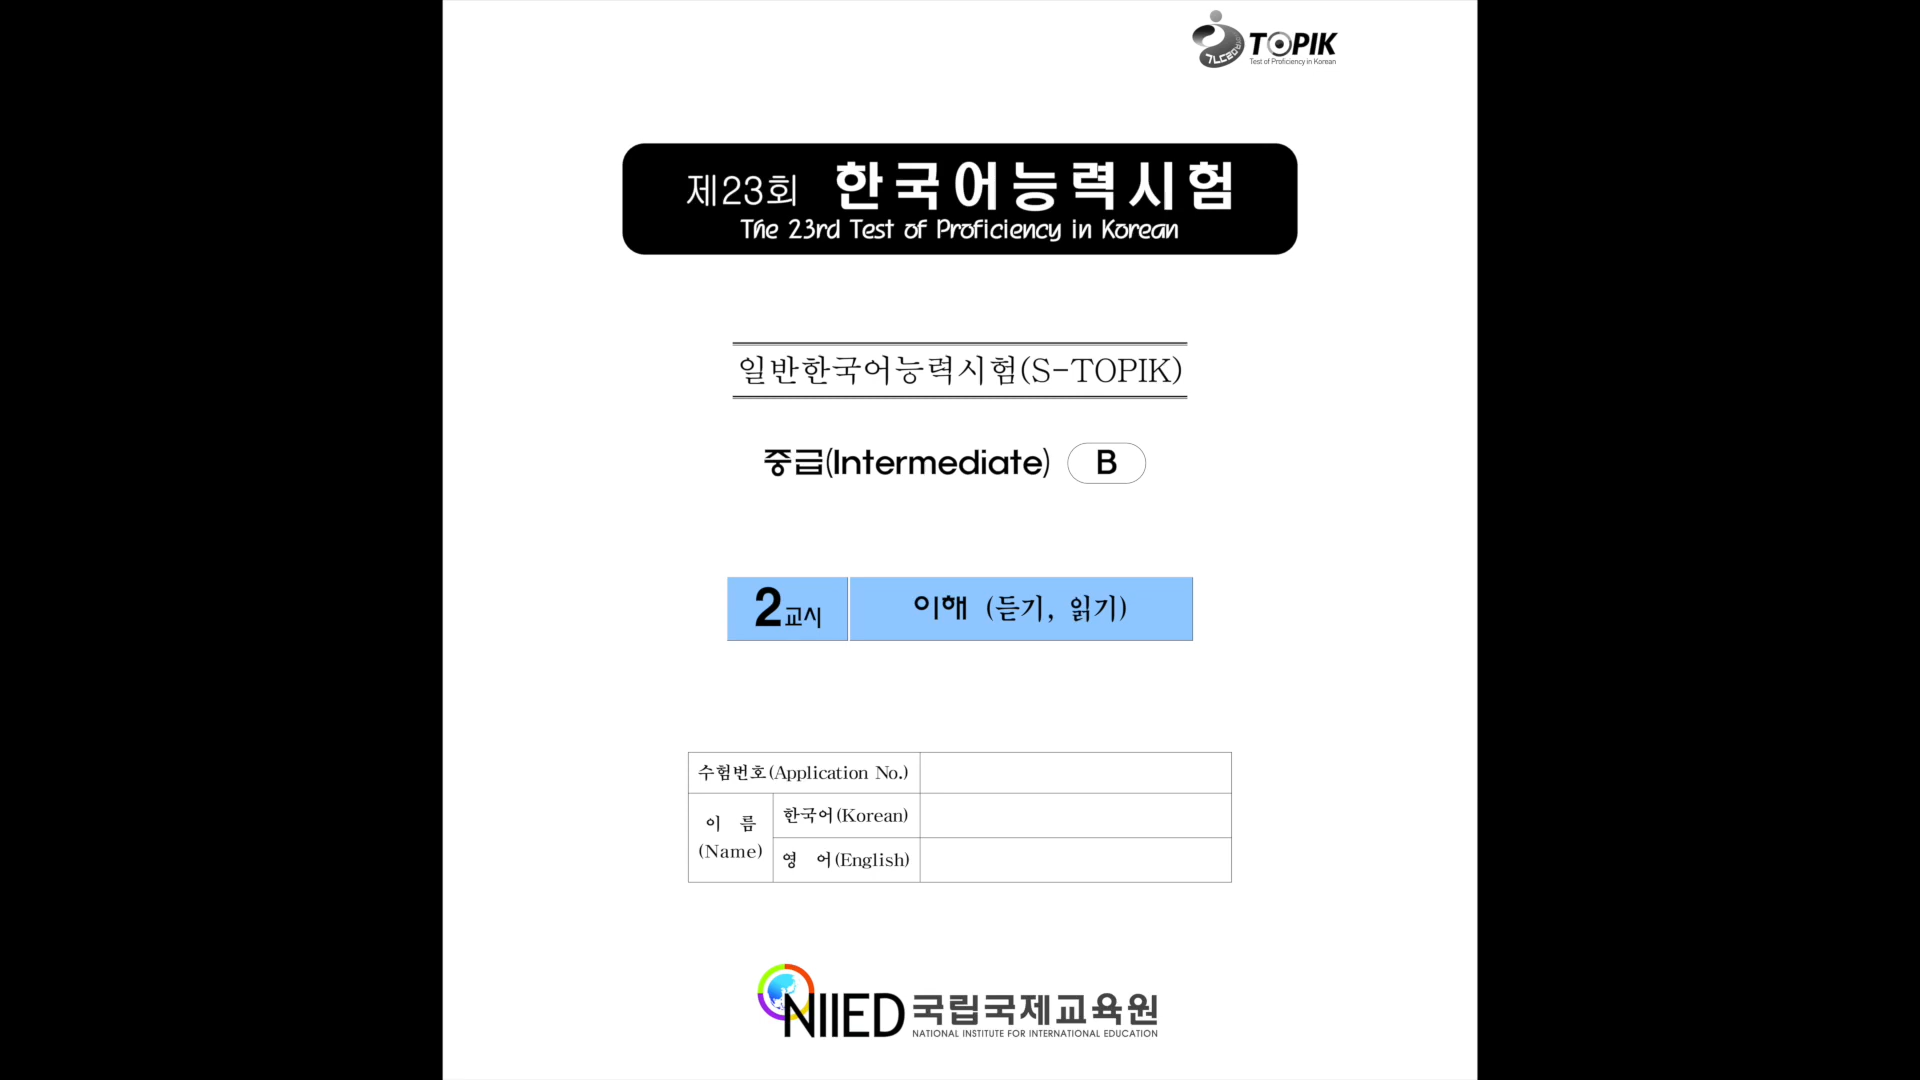 TOPIK
Test of Proficiency in Korean
제23회 한국어능력시험
The 23rd Test of Proficiency in Korean
일반한국어능력시험(S-TOPIK)
중급(Intermediate) B
2교시 이해 (듣기, 읽기)
수험번호(Application No.)
이 름
(Name)
한국어(Korean)
영 어(English)
NIIED 국립국제교육원
NATIONAL INSTITUTE FOR INTERNATIONAL EDUCATION